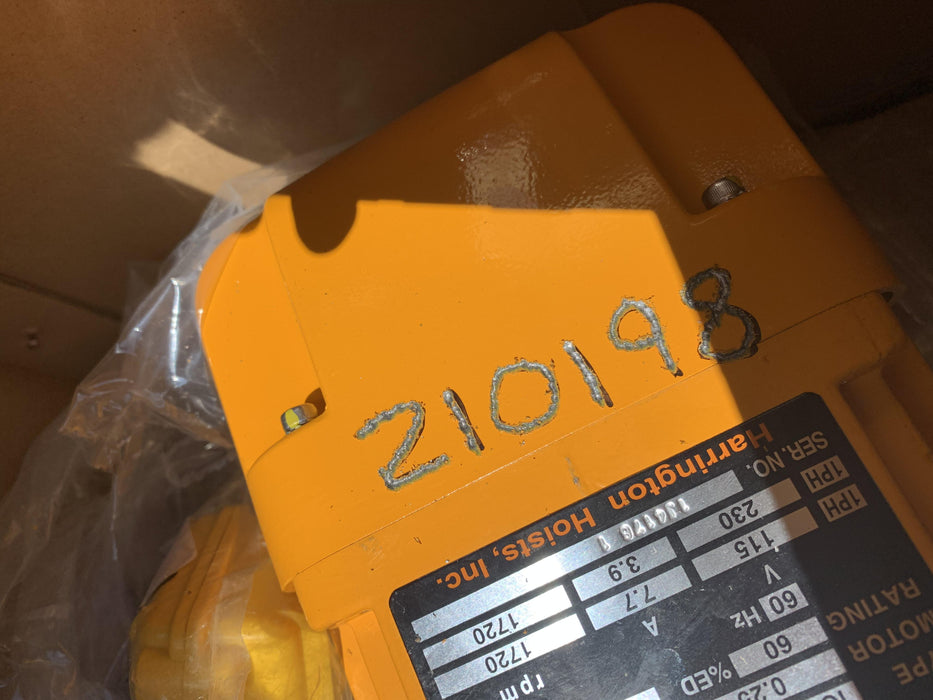 210198
Harrington Hoists, Inc.
SER.NO.
1PH 230 3.9 1720
1PH 115 7.7 1720
60 Hz V A rpm
MOTOR
RATING
60 %ED